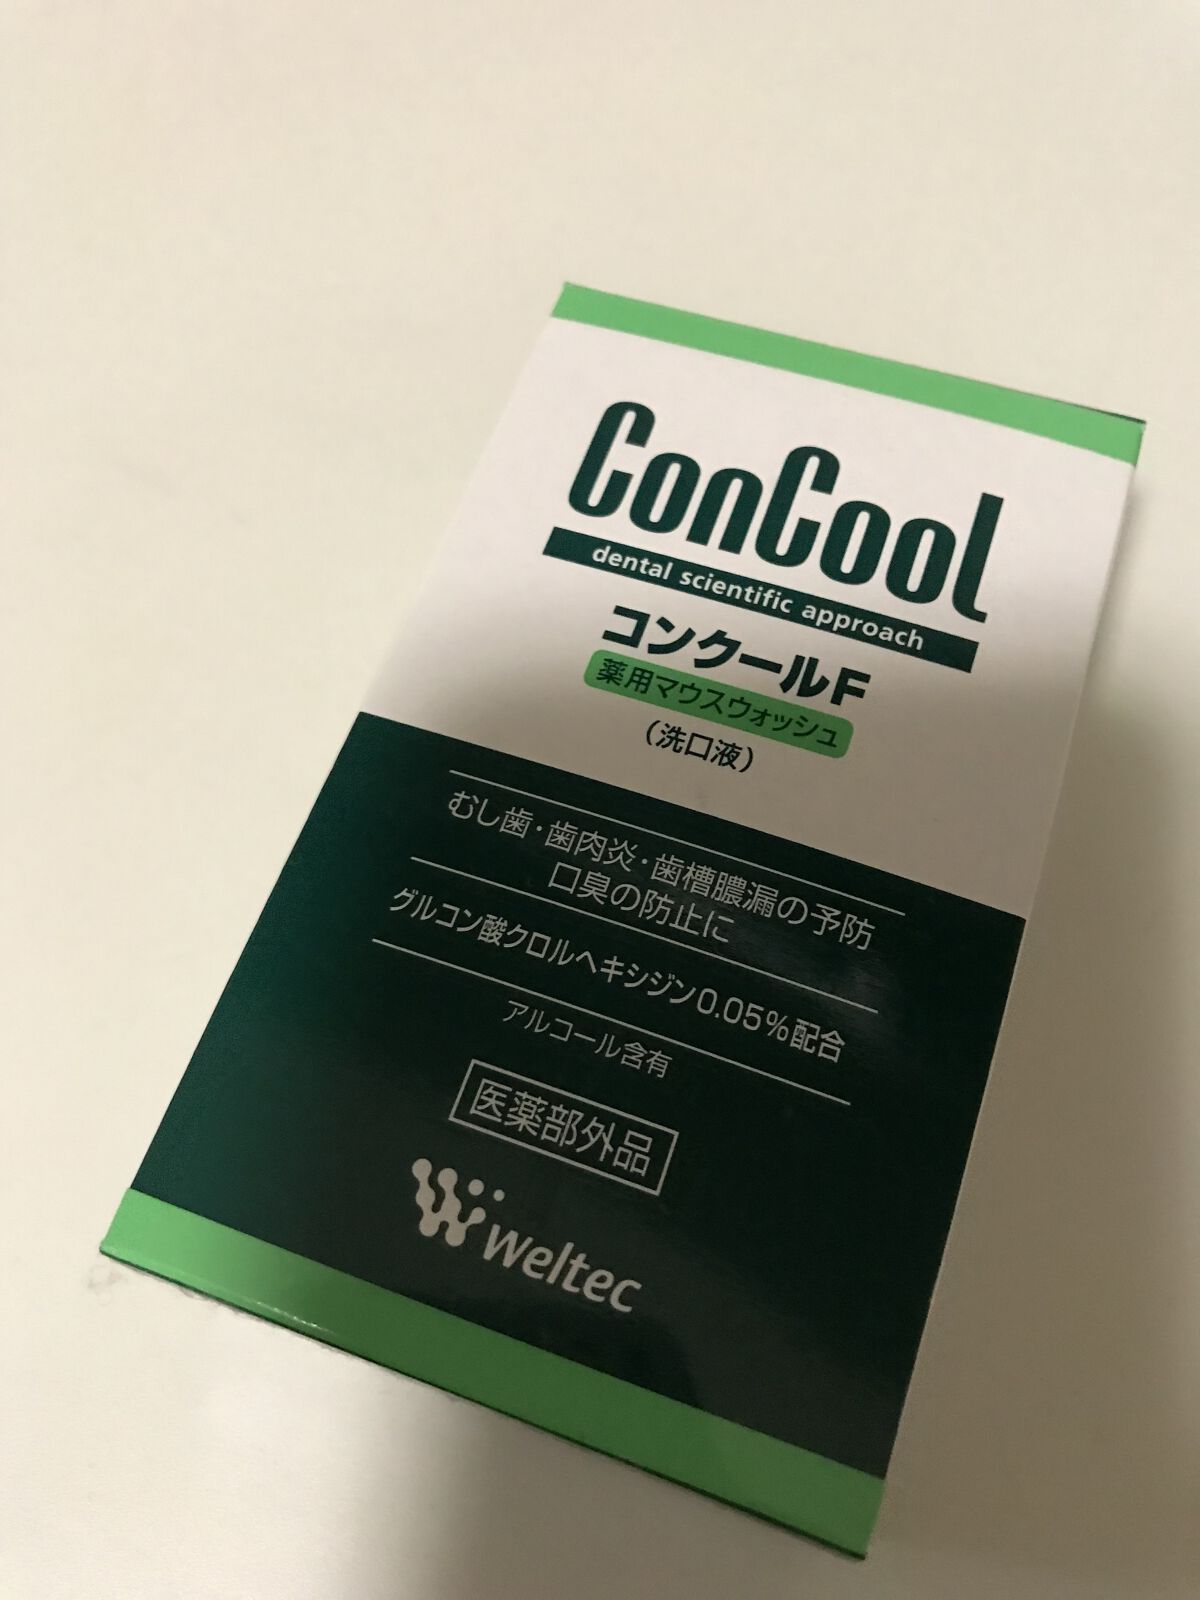 ConCool
dental scientific approach
コンクールF
薬用マウスウォッシュ
(洗口液)
むし歯・歯肉炎・歯槽膿漏の予防
口臭の防止に
グルコン酸クロルヘキシジン0.05%配合
アルコール含有
医薬部外品
weltec